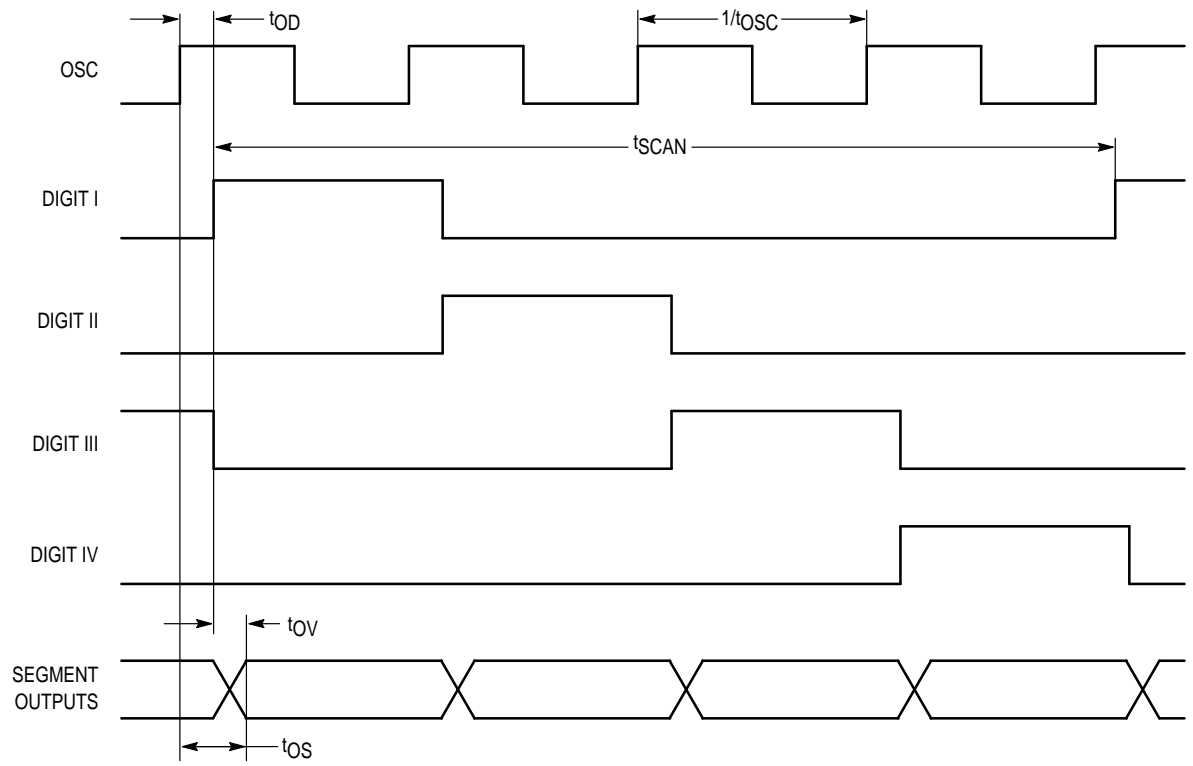 tOD
1/tOSC
OSC
tSCAN
DIGIT I
DIGIT II
DIGIT III
DIGIT IV
tOV
SEGMENT
OUTPUTS
tOS